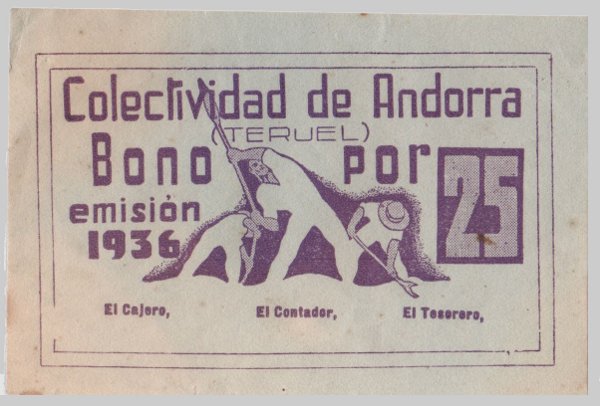 Colectividad de Andorra
(TERUEL)
Bono por 25
emisión
1936
El Cajero, El Contador, El Tesorero,